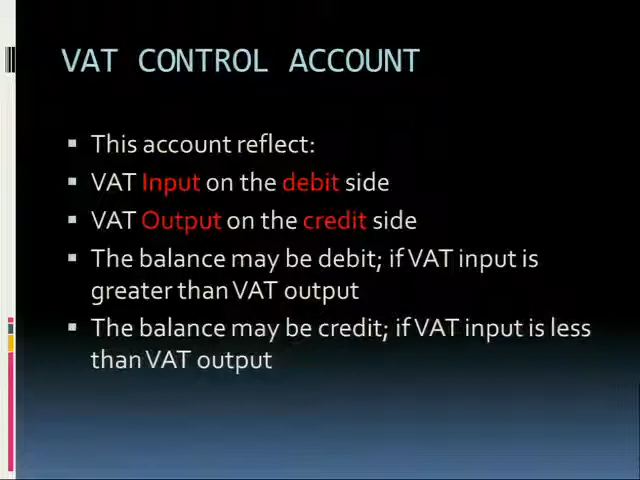 VAT CONTROL ACCOUNT
▪ This account reflect:
▪ VAT Input on the debit side
▪ VAT Output on the credit side
▪ The balance may be debit; if VAT input is
greater than VAT output
▪ The balance may be credit; if VAT input is less
than VAT output